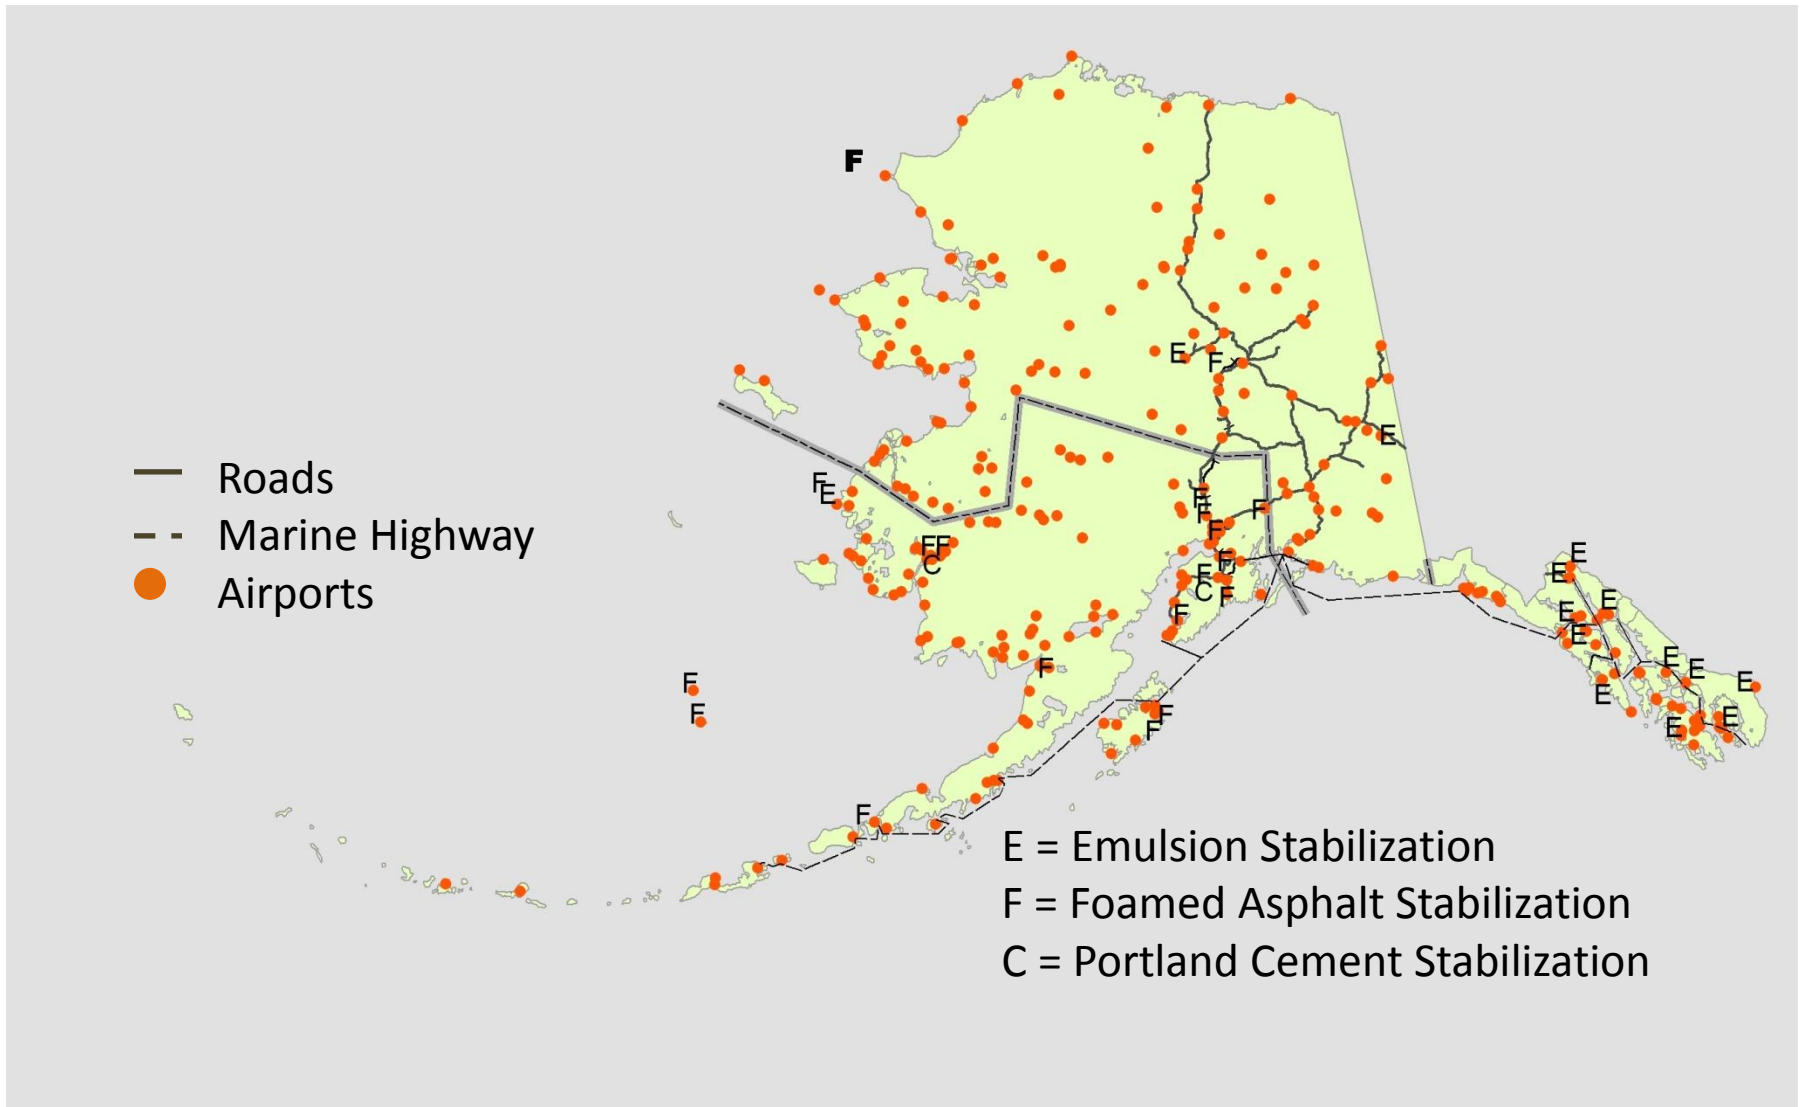 F
E
F
E
Roads
F
E
F
F
F
F
Marine Highway
F
F F
E
C
F
E
Airports
F
C
F
E
E
E
F
E
E
F
E
E
F
E
E
F
F
F
E
E
F
E = Emulsion Stabilization
F = Foamed Asphalt Stabilization
C = Portland Cement Stabilization